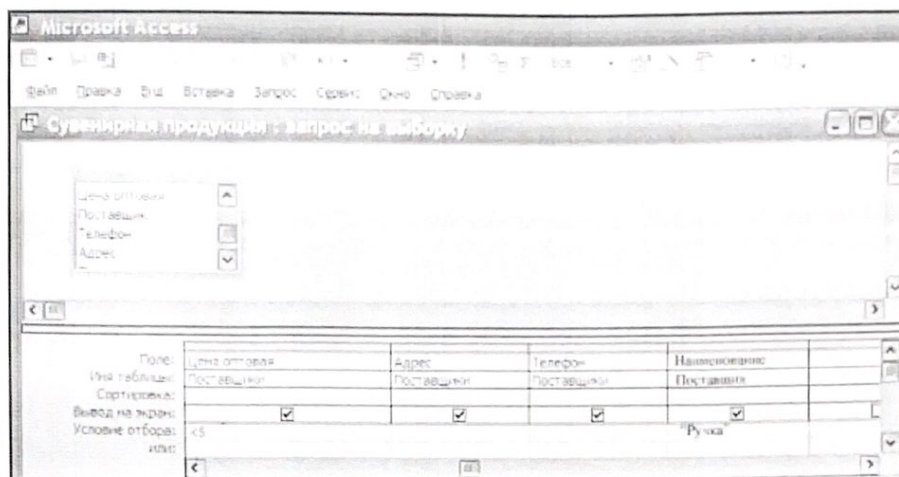 Microsoft Access
Все
Файл Правка Вид Вставка Запрос Сервис Окно Справка
Сувенирная продукция : запрос на выборку
Цена оптовая
Поставщик
Телефон
Адрес
Поле: Цена оптовая Адрес Телефон Наименование
Имя таблицы: Поставщики Поставщики Поставщики Поставщик
Сортировка:
Вывод на экран:
Условие отбора: <5 "Ручка"
или: